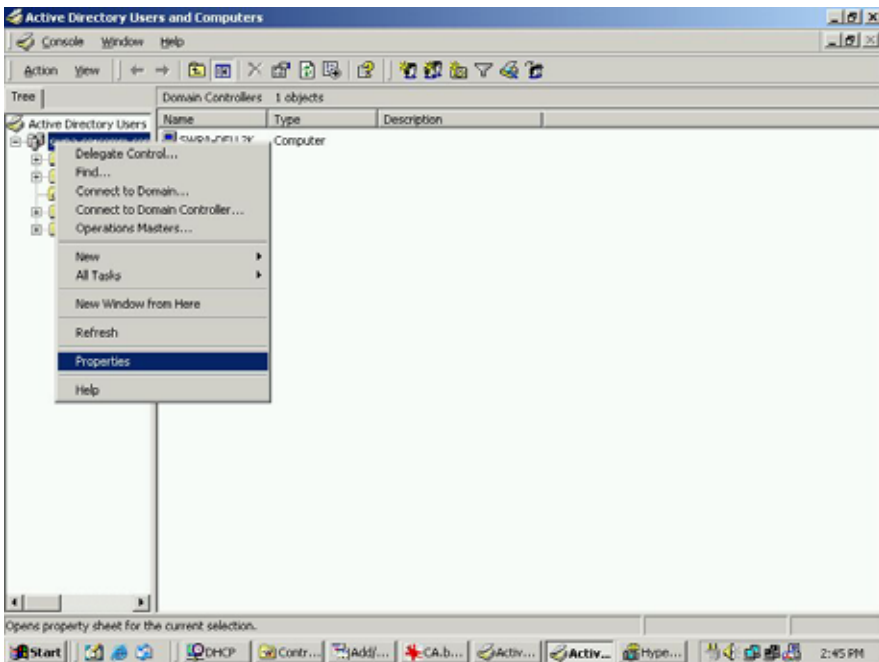 Active Directory Users and Computers
Console Window Help
Action View
Tree
Domain Controllers 1 objects
Active Directory Users
Name Type Description
Computer
Delegate Control...
Find...
Connect to Domain...
Connect to Domain Controller...
Operations Masters...
New
All Tasks
New Window from Here
Refresh
Properties
Help
Opens property sheet for the current selection.
Start DHCP Contr... Add/... CA.b... Activ... Activ... Hype... 2:45 PM